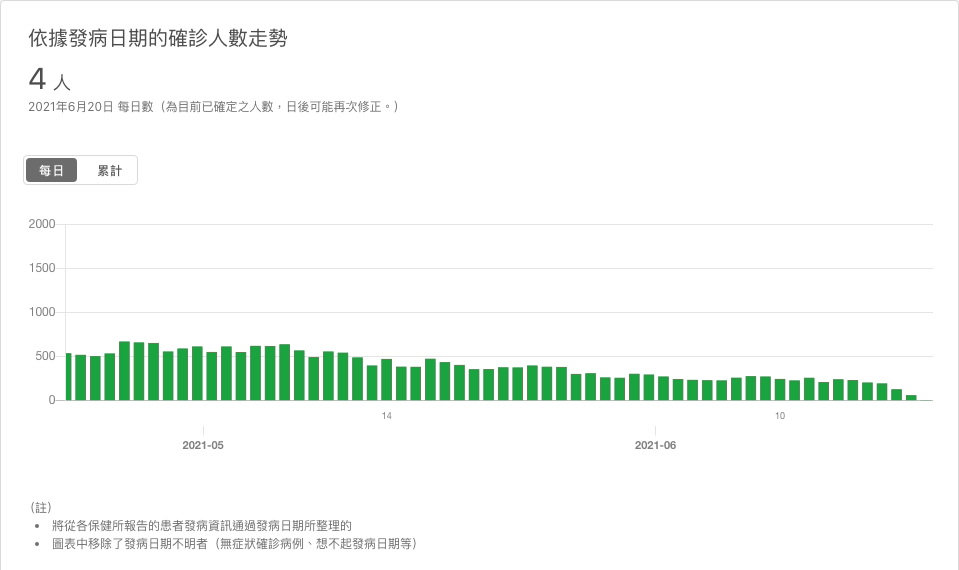 依據發病日期的確診人數走勢
4 人
2021年6月20日 每日數（為目前已確定之人數，日後可能再次修正。）
每日 累計
2000
1500
1000
500
0
14 10
2021-05 2021-06
（註）
• 將從各保健所報告的患者發病資訊通過發病日期所整理的
• 圖表中移除了發病日期不明者（無症狀確診病例、想不起發病日期等）